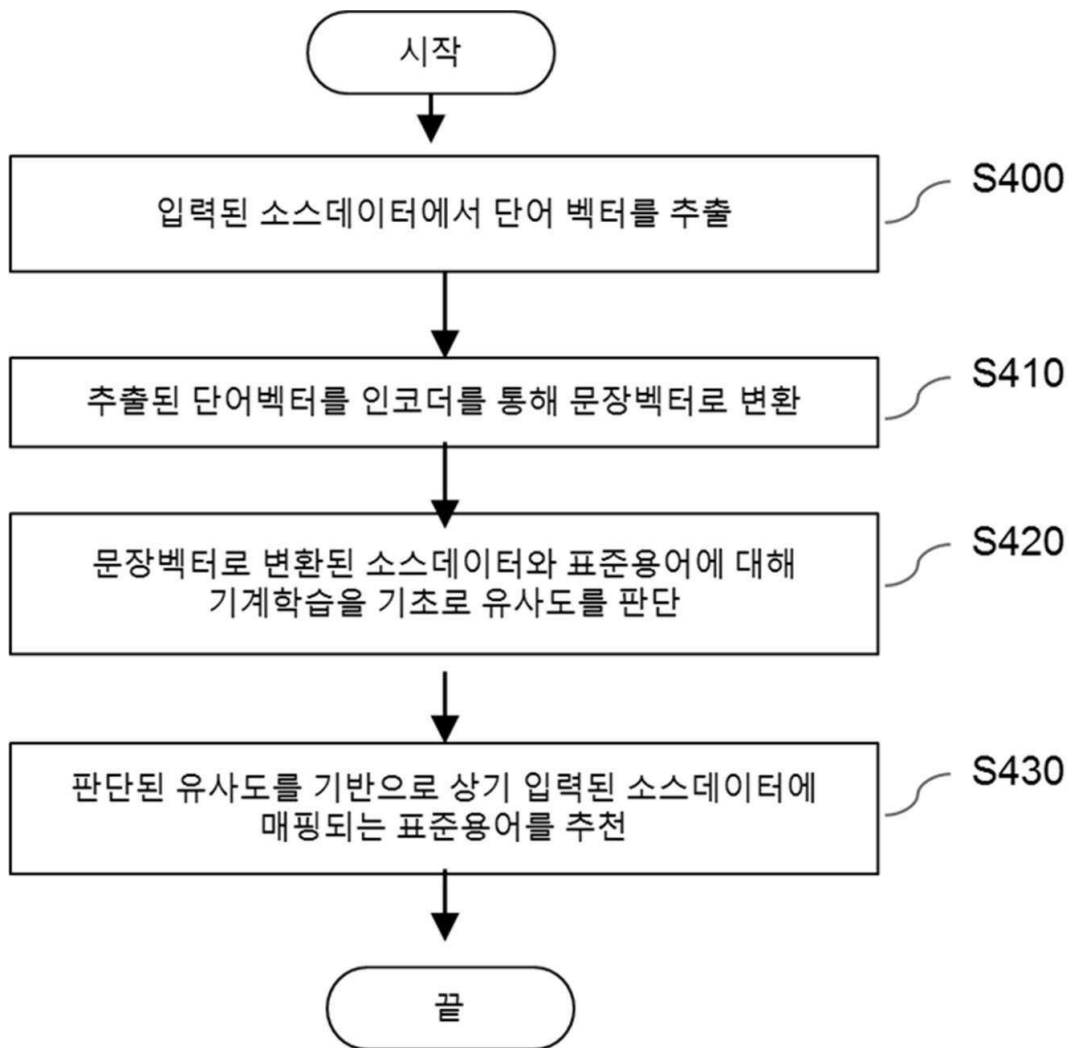 시작
입력된 소스데이터에서 단어 벡터를 추출
S400
추출된 단어벡터를 인코더를 통해 문장벡터로 변환
S410
문장벡터로 변환된 소스데이터와 표준용어에 대해
기계학습을 기초로 유사도를 판단
S420
판단된 유사도를 기반으로 상기 입력된 소스데이터에
매핑되는 표준용어를 추천
S430
끝